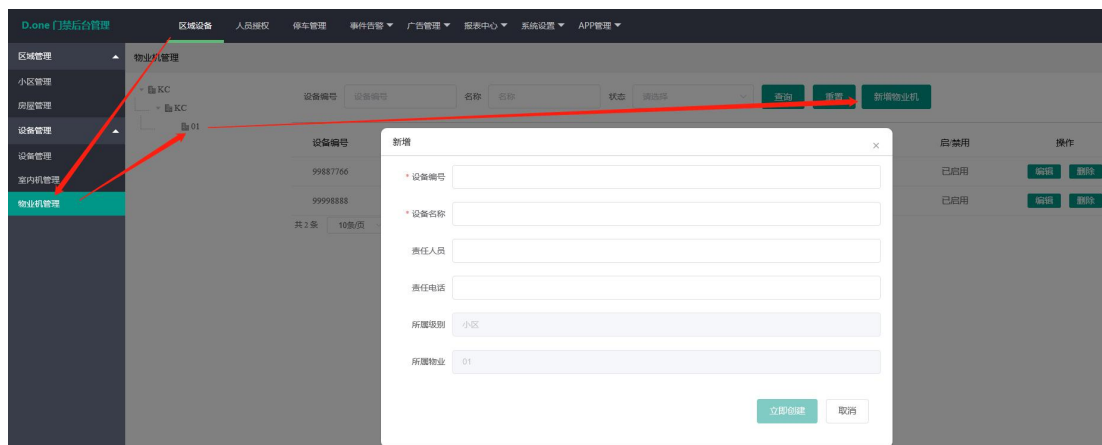 D.one 门禁后台管理 区域设备 人员授权 停车管理 事件告警 广告管理 报表中心 系统设置 APP管理
区域管理 物业机管理
小区管理
房屋管理
设备管理
设备管理
室内机管理
物业机管理
KC
KC
01
设备编号 设备编号 名称 名称 状态 请选择 查询 重置 新增物业机
设备编号 启/禁用 操作
99887766 已启用 编辑 删除
99998888 已启用 编辑 删除
共 2 条 10条/页
新增 ×
* 设备编号
* 设备名称
责任人员
责任电话
所属级别 小区
所属物业 01
立即创建 取消